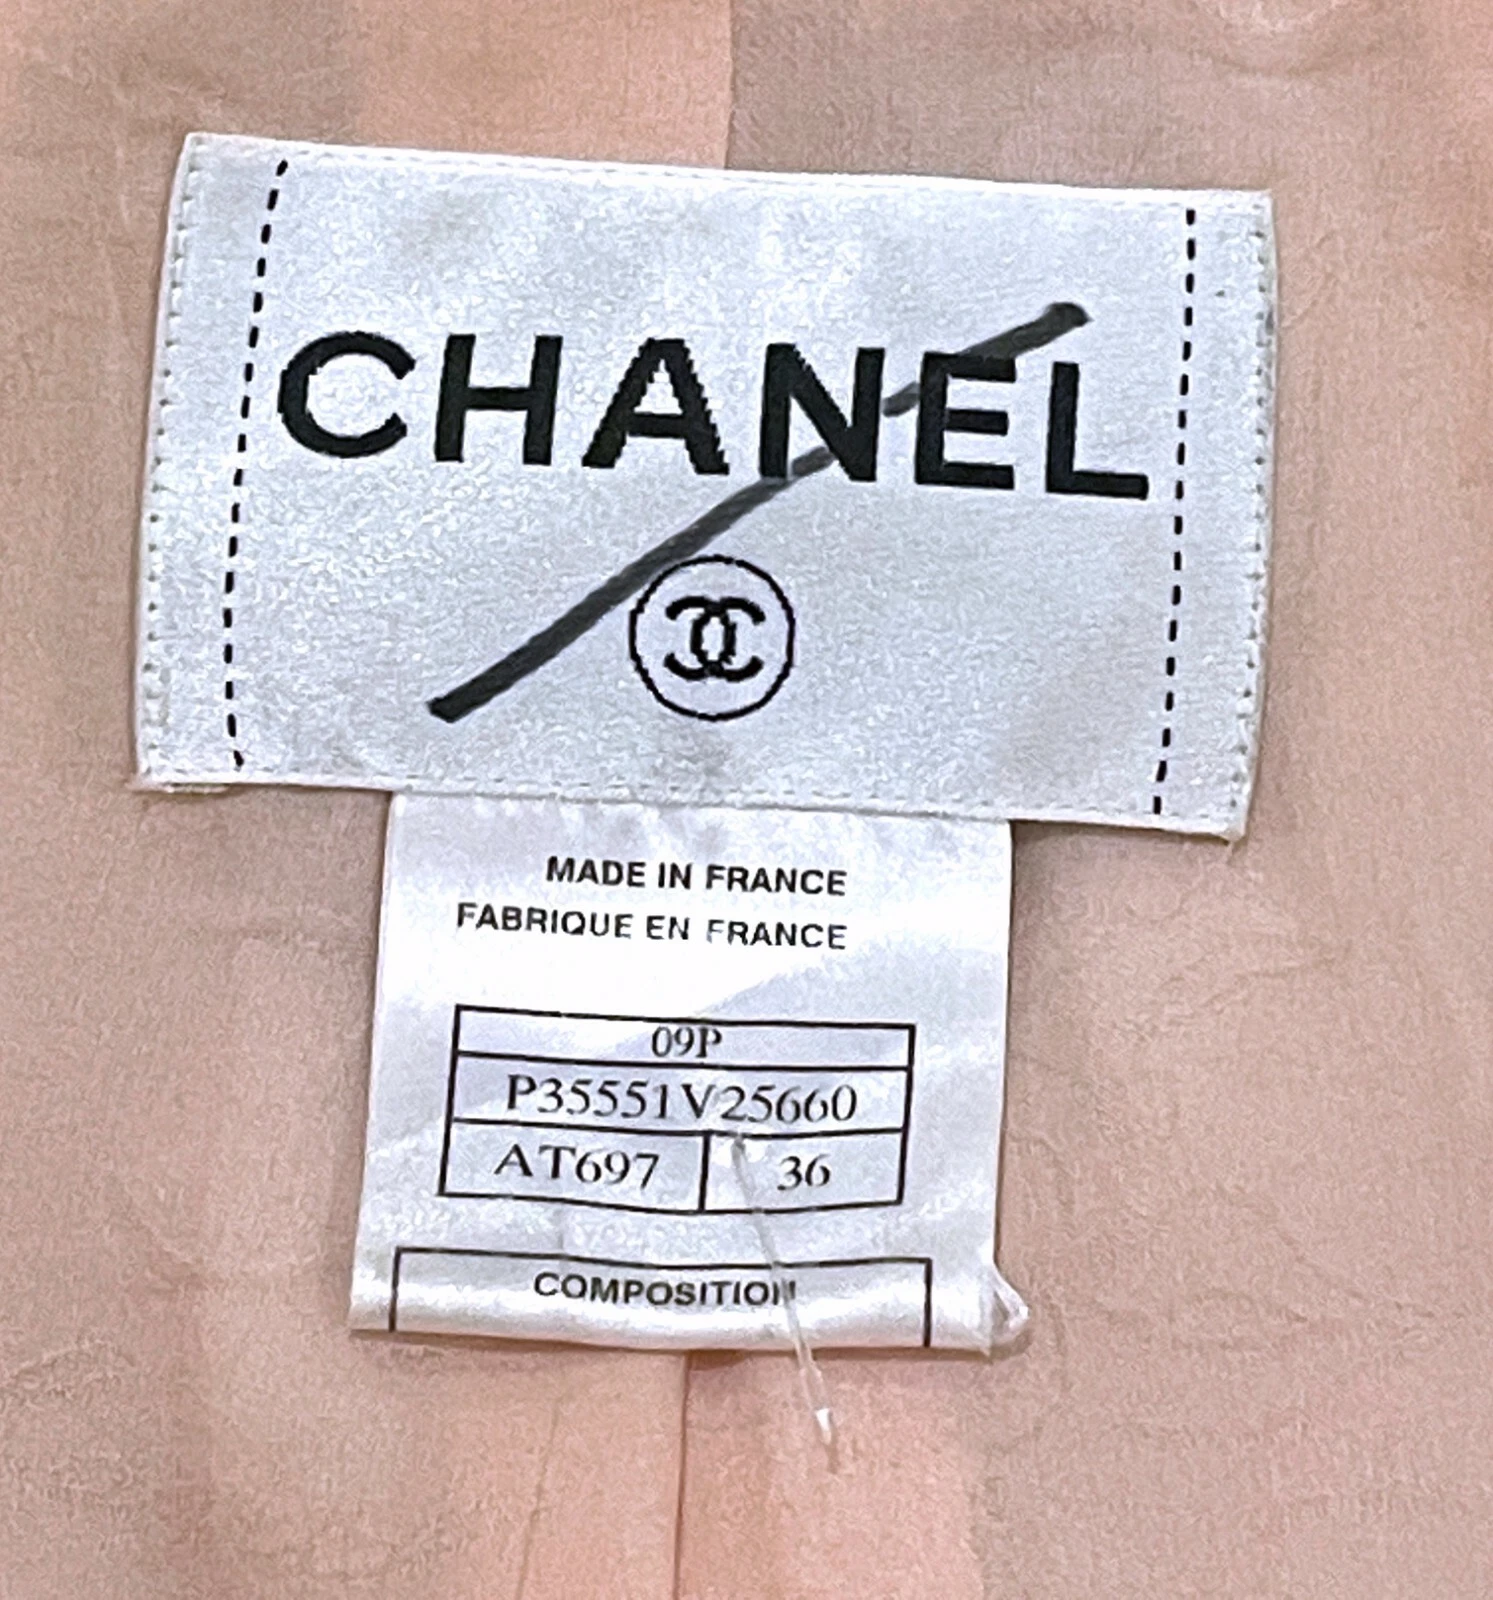 CHANEL
MADE IN FRANCE
FABRIQUE EN FRANCE
09P
P35551V25660
AT697 36
COMPOSITION